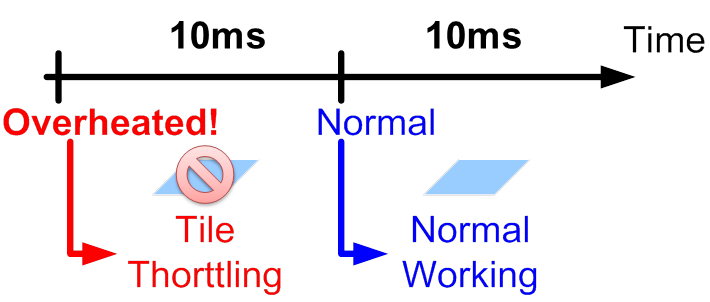 10ms 10ms
Time
Overheated! Normal
Tile Normal
Thorttling Working